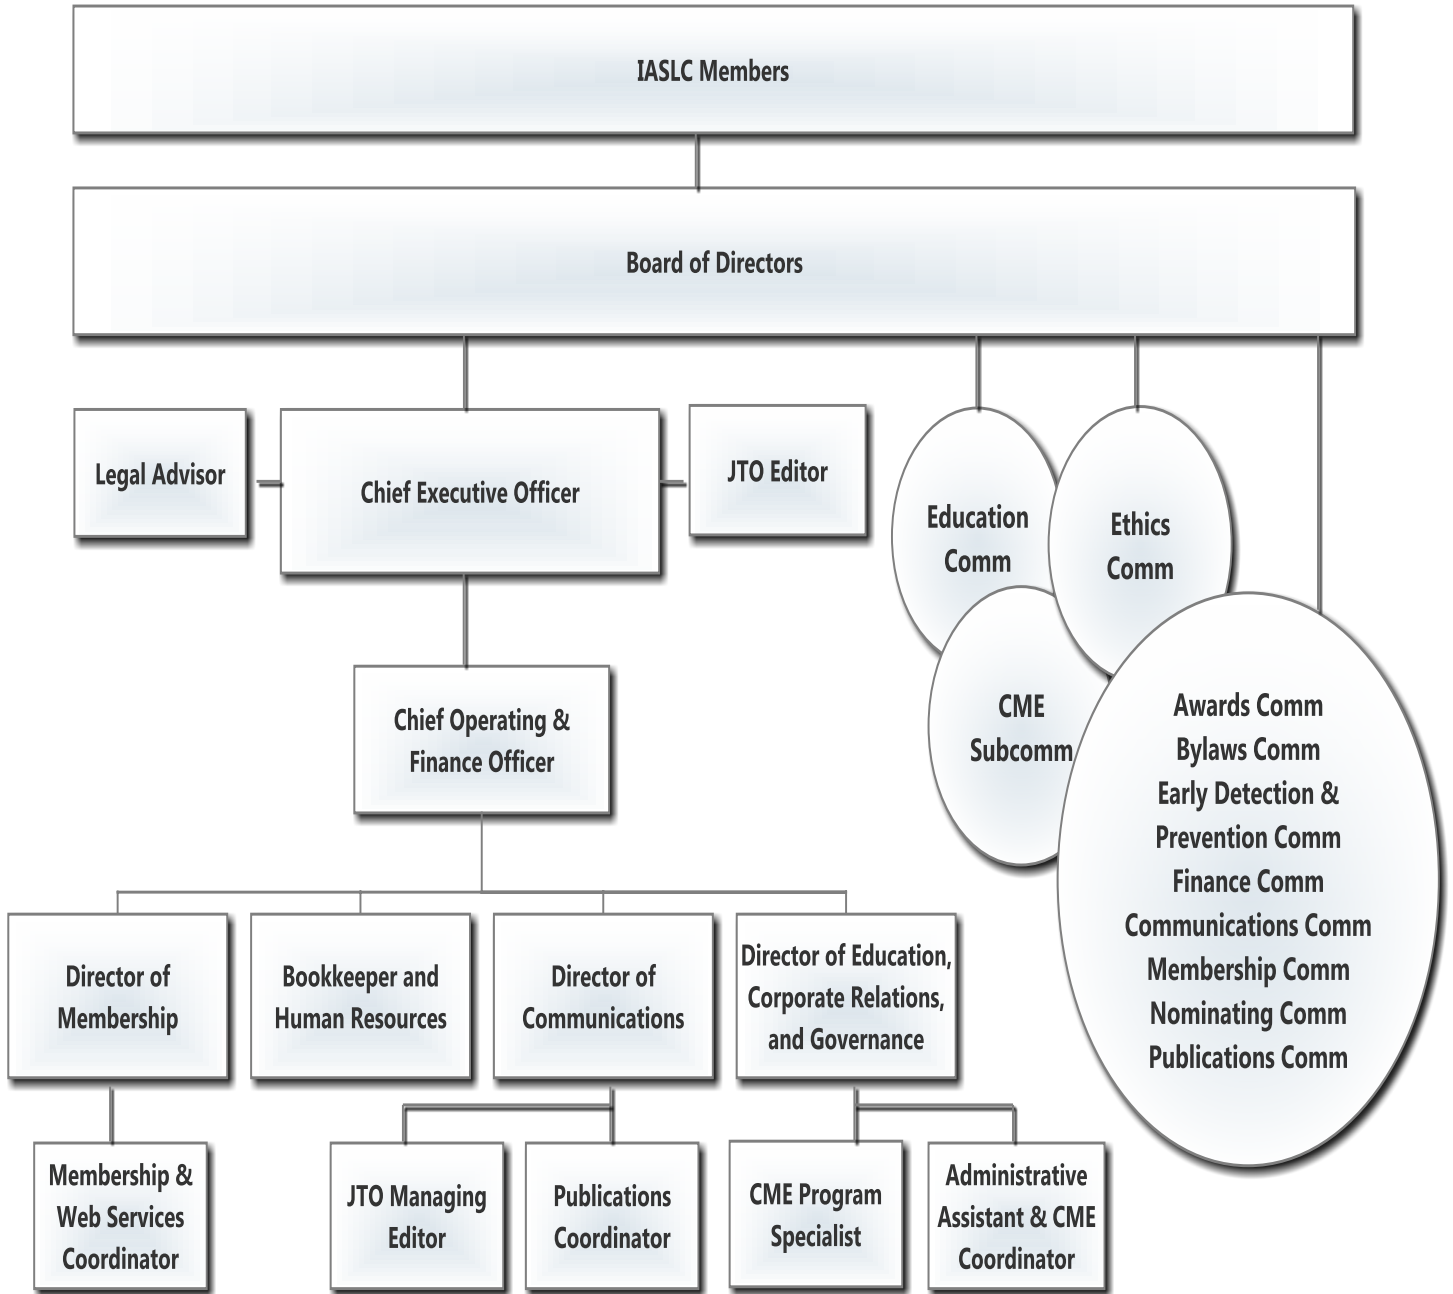 IASLC Members
Board of Directors
Legal Advisor
Chief Executive Officer
JTO Editor
Education
Comm
Ethics
Comm
Chief Operating &
Finance Officer
CME
Subcomm
Awards Comm
Bylaws Comm
Early Detection &
Prevention Comm
Finance Comm
Communications Comm
Membership Comm
Nominating Comm
Publications Comm
Director of
Membership
Bookkeeper and
Human Resources
Director of
Communications
Director of Education,
Corporate Relations,
and Governance
Membership &
Web Services
Coordinator
JTO Managing
Editor
Publications
Coordinator
CME Program
Specialist
Administrative
Assistant & CME
Coordinator